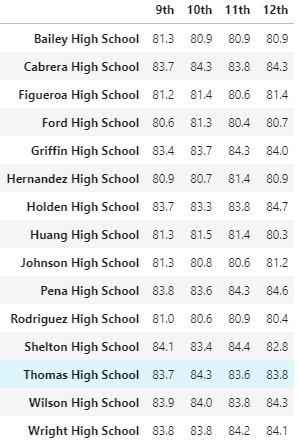 9th 10th 11th 12th
Bailey High School 81.3 80.9 80.9 80.9
Cabrera High School 83.7 84.3 83.8 84.3
Figueroa High School 81.2 81.4 80.6 81.4
Ford High School 80.6 81.3 80.4 80.7
Griffin High School 83.4 83.7 84.3 84.0
Hernandez High School 80.9 80.7 81.4 80.9
Holden High School 83.7 83.3 83.8 84.7
Huang High School 81.3 81.5 81.4 80.3
Johnson High School 81.3 80.8 80.6 81.2
Pena High School 83.8 83.6 84.3 84.6
Rodriguez High School 81.0 80.6 80.9 80.4
Shelton High School 84.1 83.4 84.4 82.8
Thomas High School 83.7 84.3 83.6 83.8
Wilson High School 83.9 84.0 83.8 84.3
Wright High School 83.8 83.8 84.2 84.1